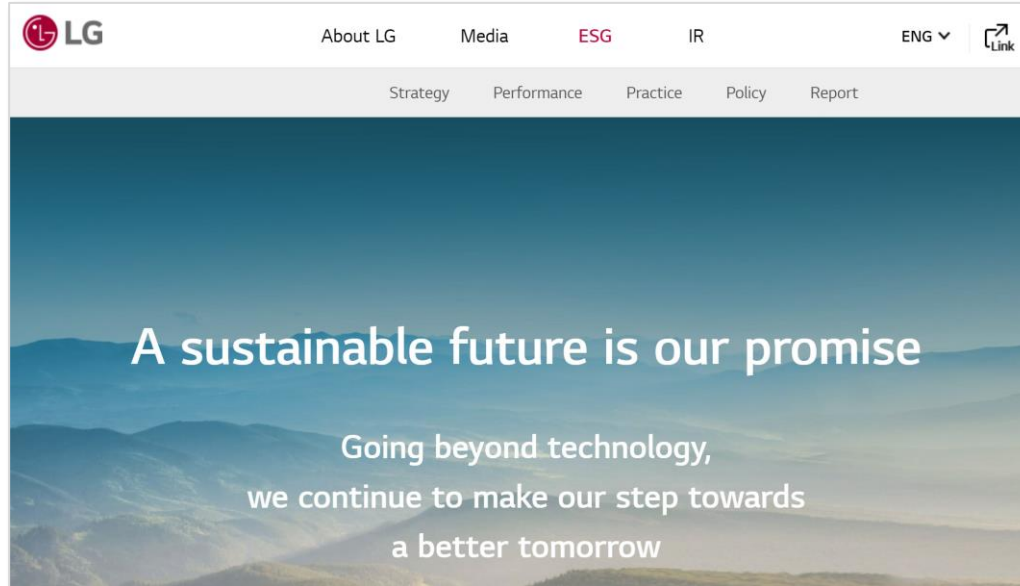 LG
About LG Media ESG IR ENG Link
Strategy Performance Practice Policy Report
A sustainable future is our promise
Going beyond technology,
we continue to make our step towards
a better tomorrow